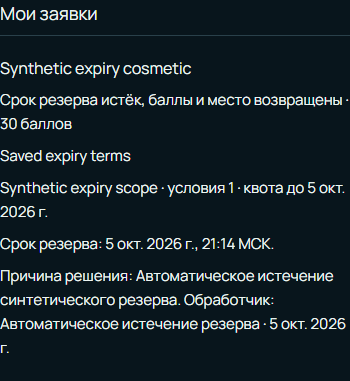 Мои заявки
Synthetic expiry cosmetic
Срок резерва истёк, баллы и место возвращены ·
30 баллов
Saved expiry terms
Synthetic expiry scope · условия 1 · квота до 5 окт.
2026 г.
Срок резерва: 5 окт. 2026 г., 21:14 МСК.
Причина решения: Автоматическое истечение
синтетического резерва. Обработчик:
Автоматическое истечение резерва · 5 окт. 2026
г.